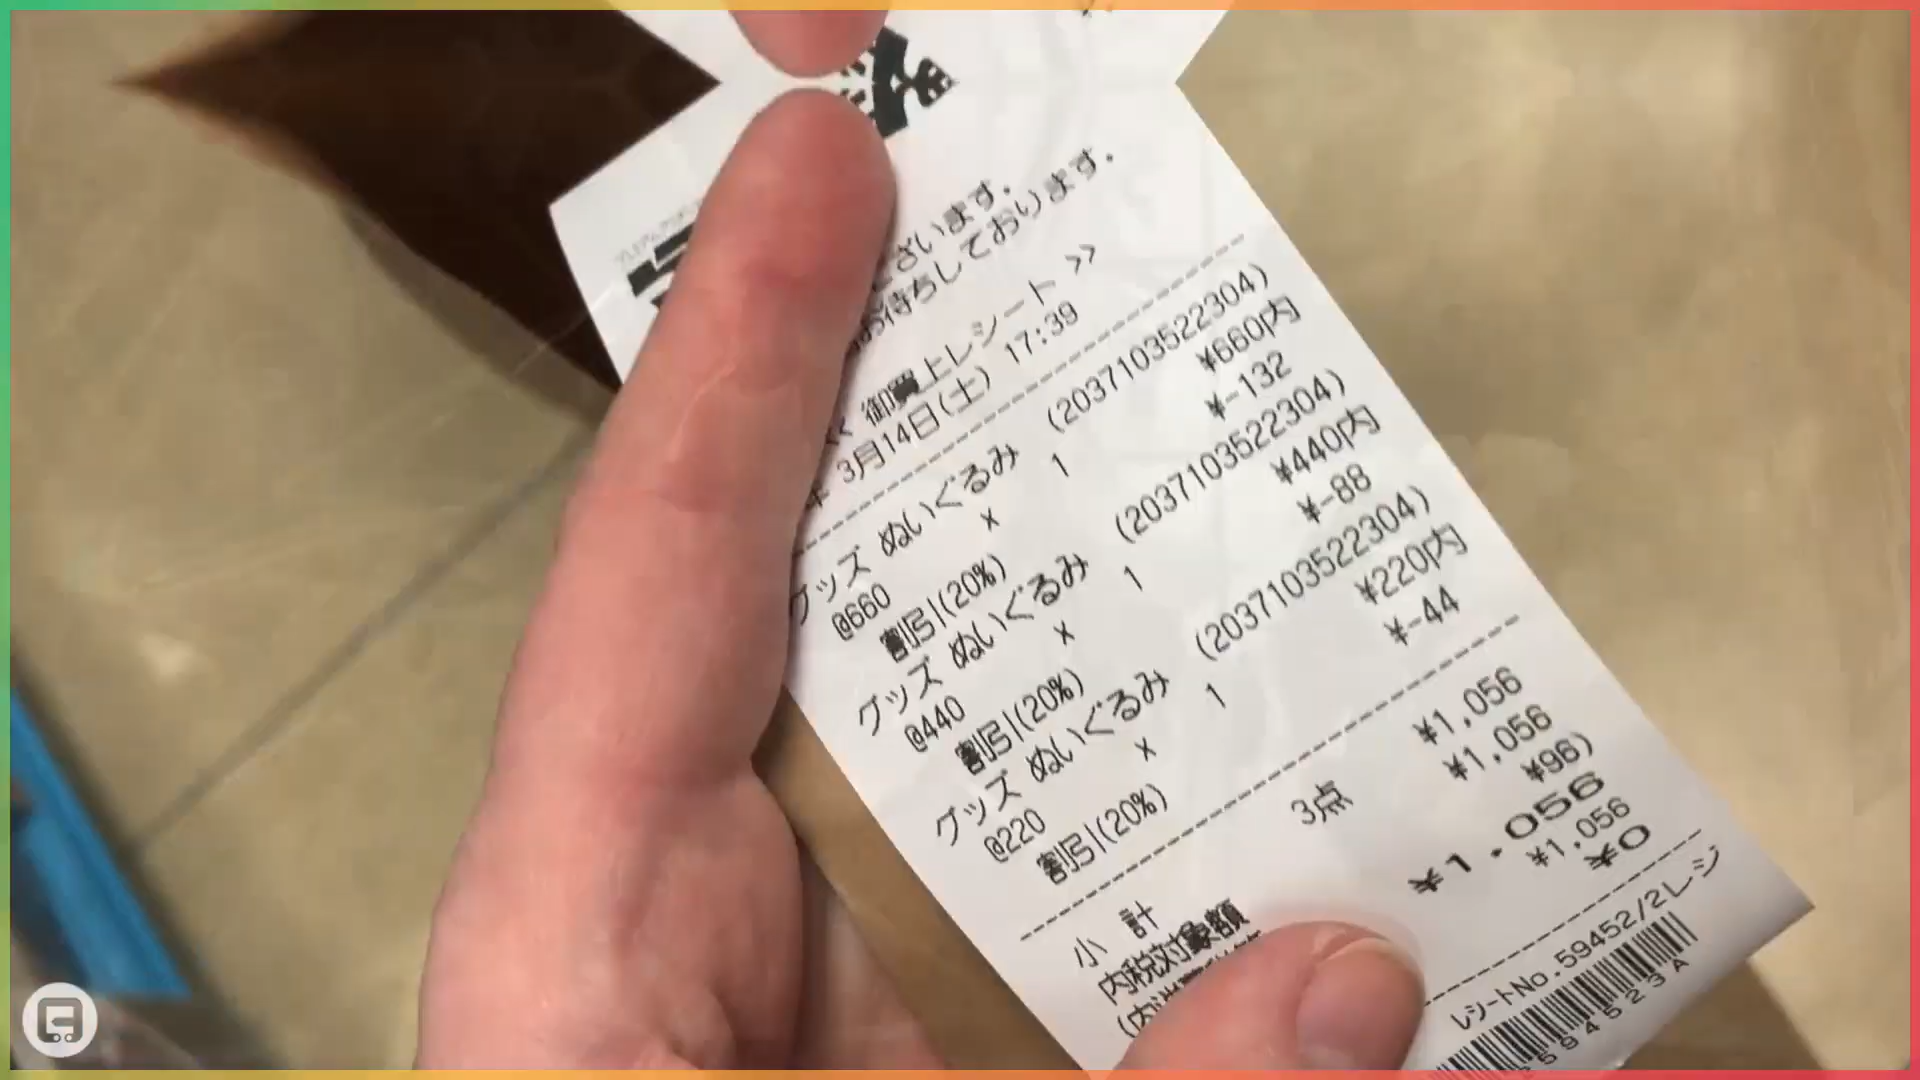 ざいます。
お待ちしております。
<< 御買上レシート >>
3月14日(土) 17:39
グッズ ぬいぐるみ (2037103522304)
@660 x 1 ¥660内
割引(20%) ¥-132
グッズ ぬいぐるみ (2037103522304)
@440 x 1 ¥440内
割引(20%) ¥-88
グッズ ぬいぐるみ (2037103522304)
@220 x 1 ¥220内
割引(20%) ¥-44
小 計 3点 ¥1,056
内税対象額 ¥1,056
(内消 ¥96)
¥1,056
¥1,056
¥0
レシートNo.59452/2レジ
594523A